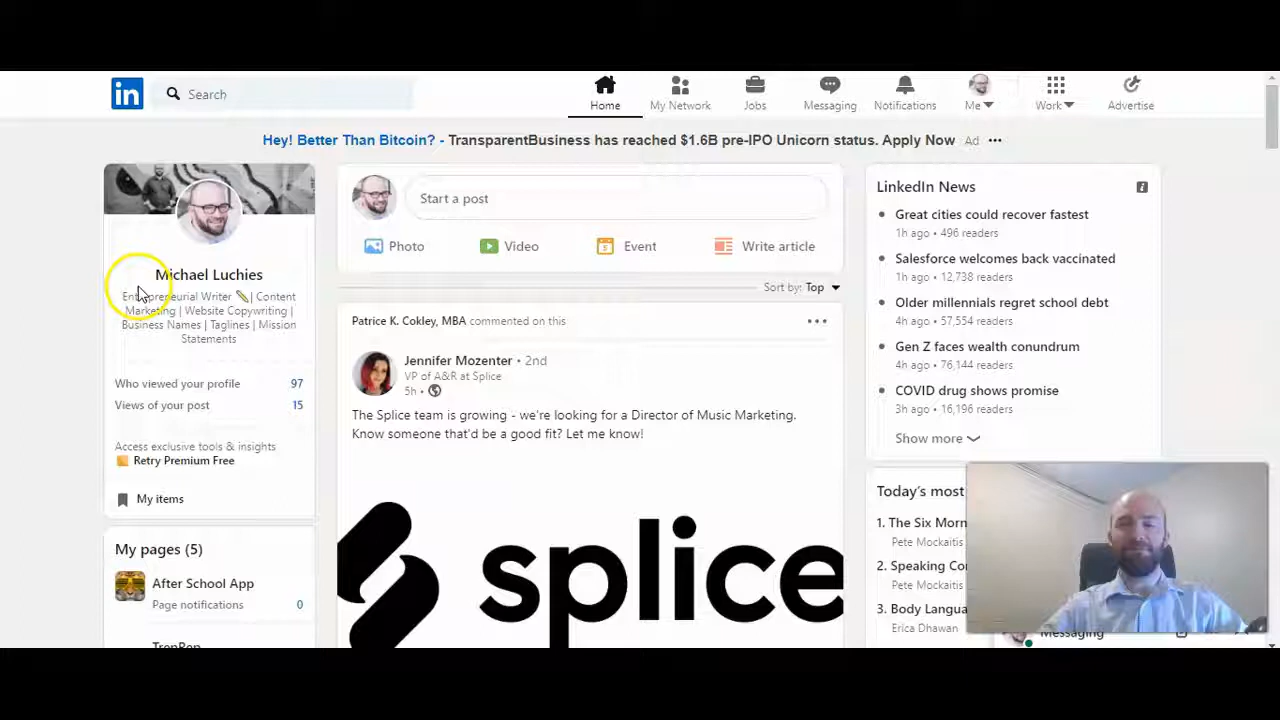 in
Search
Home
My Network
Jobs
Messaging
Notifications
Me
Work
Advertise
Hey! Better Than Bitcoin? - TransparentBusiness has reached $1.6B pre-IPO Unicorn status. Apply Now Ad
Michael Luchies
Entrepreneurial Writer ✏️ | Content
Marketing | Website Copywriting |
Business Names | Taglines | Mission
Statements
Who viewed your profile 97
Views of your post 15
Access exclusive tools & insights
Retry Premium Free
My items
My pages (5)
After School App
Page notifications 0
Start a post
Photo
Video
Event
Write article
Sort by: Top
Patrice K. Cokley, MBA commented on this
Jennifer Mozenter • 2nd
VP of A&R at Splice
5h •
The Splice team is growing - we're looking for a Director of Music Marketing.
Know someone that'd be a good fit? Let me know!
splice
LinkedIn News
Great cities could recover fastest
1h ago • 496 readers
Salesforce welcomes back vaccinated
1h ago • 12,738 readers
Older millennials regret school debt
4h ago • 57,554 readers
Gen Z faces wealth conundrum
4h ago • 76,144 readers
COVID drug shows promise
3h ago • 16,196 readers
Show more
Today's most
1. The Six Morn
Pete Mockaitis
2. Speaking Co
Pete Mockaitis
3. Body Langua
Erica Dhawan
Messaging